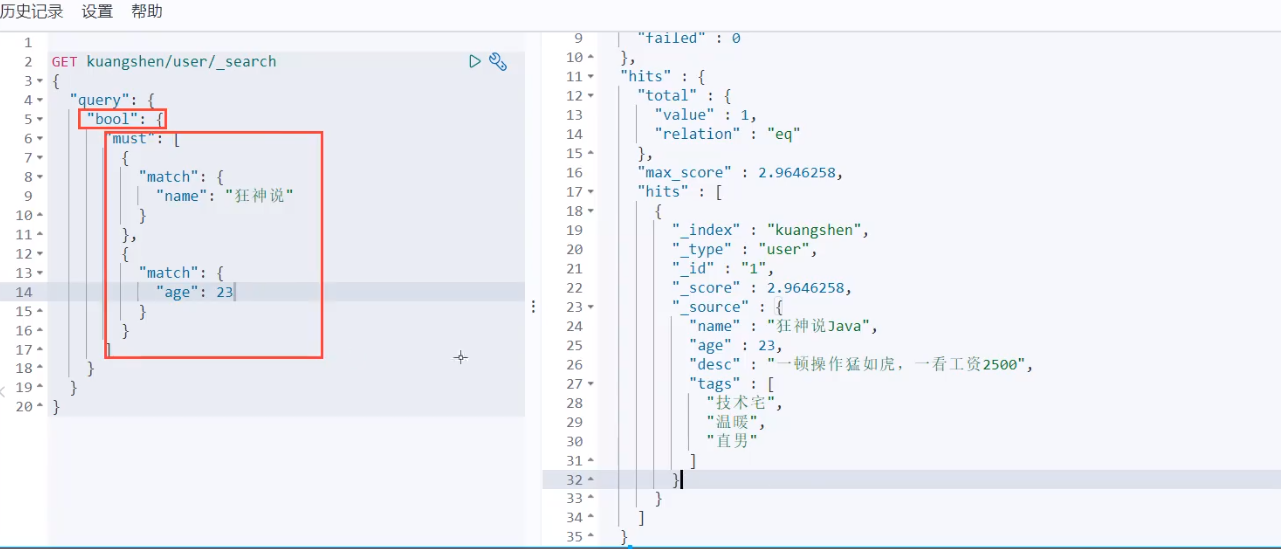 历史记录 设置 帮助
1
2 GET kuangshen/user/_search
3 {
4 "query": {
5 "bool": {
6 "must": [
7 {
8 "match": {
9 "name": "狂神说"
10 }
11 },
12 {
13 "match": {
14 "age": 23
15 }
16 }
17 ]
18 }
19 }
20 }
9 "failed" : 0
10 },
11 "hits" : {
12 "total" : {
13 "value" : 1,
14 "relation" : "eq"
15 },
16 "max_score" : 2.9646258,
17 "hits" : [
18 {
19 "_index" : "kuangshen",
20 "_type" : "user",
21 "_id" : "1",
22 "_score" : 2.9646258,
23 "_source" : {
24 "name" : "狂神说Java",
25 "age" : 23,
26 "desc" : "一顿操作猛如虎，一看工资2500",
27 "tags" : [
28 "技术宅",
29 "温暖",
30 "直男"
31 ]
32 }
33 }
34 ]
35 }